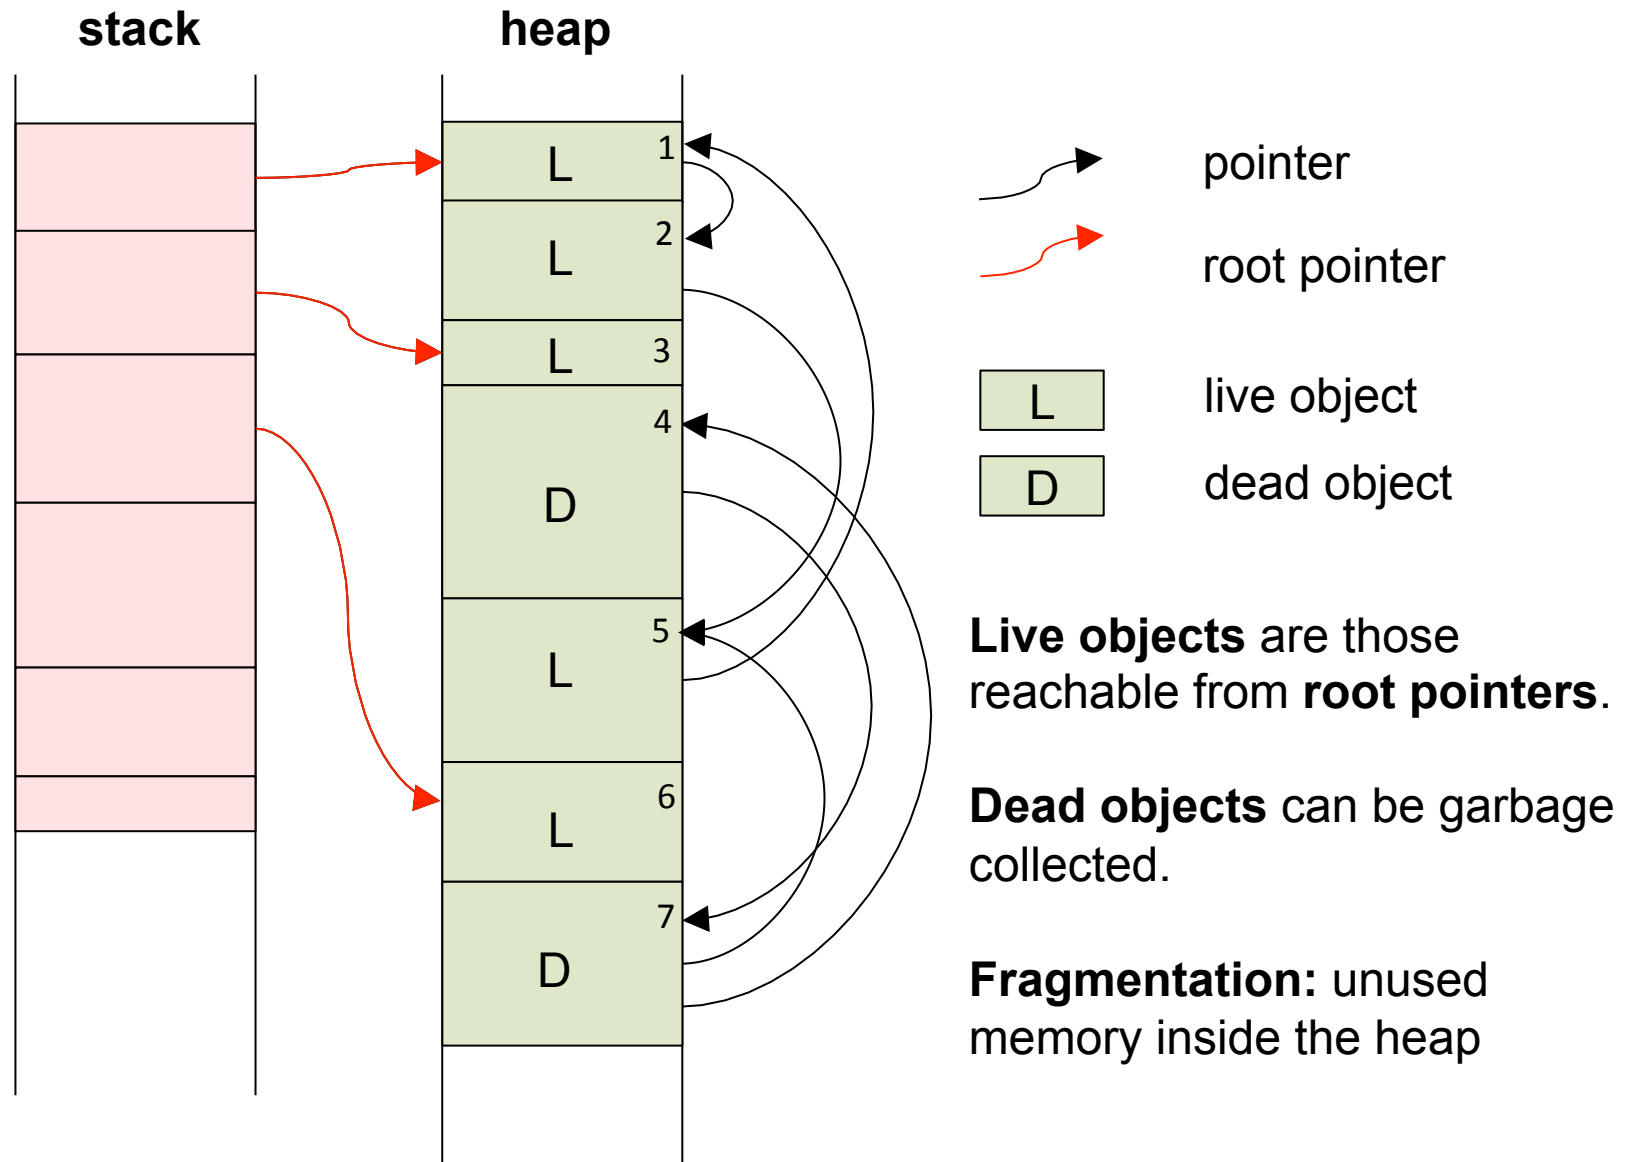 stack
heap
L 1
L 2
L 3
4
D
5
L
6
L
7
D
pointer
root pointer
L live object
D dead object
Live objects are those
reachable from root pointers.
Dead objects can be garbage
collected.
Fragmentation: unused
memory inside the heap